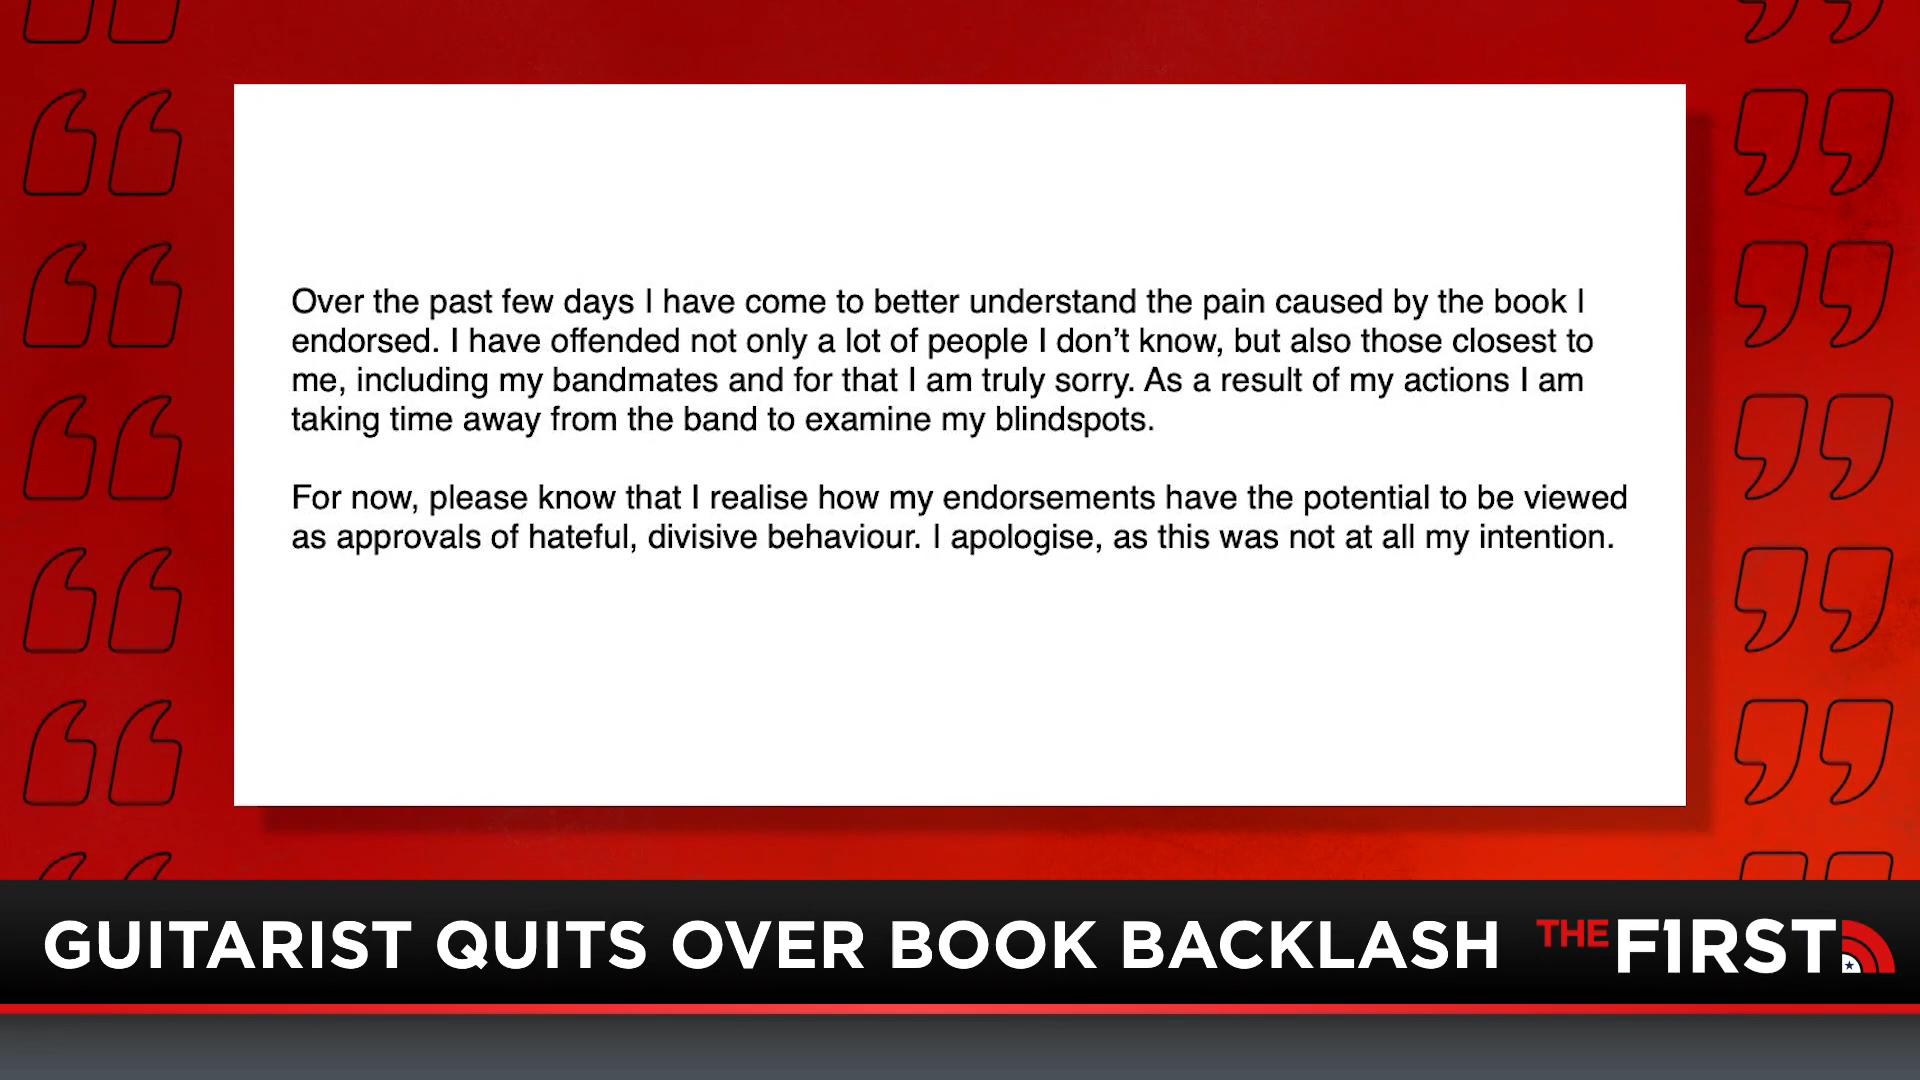 Over the past few days I have come to better understand the pain caused by the book I
endorsed. I have offended not only a lot of people I don’t know, but also those closest to
me, including my bandmates and for that I am truly sorry. As a result of my actions I am
taking time away from the band to examine my blindspots.
For now, please know that I realise how my endorsements have the potential to be viewed
as approvals of hateful, divisive behaviour. I apologise, as this was not at all my intention.
GUITARIST QUITS OVER BOOK BACKLASH
THE F1RST